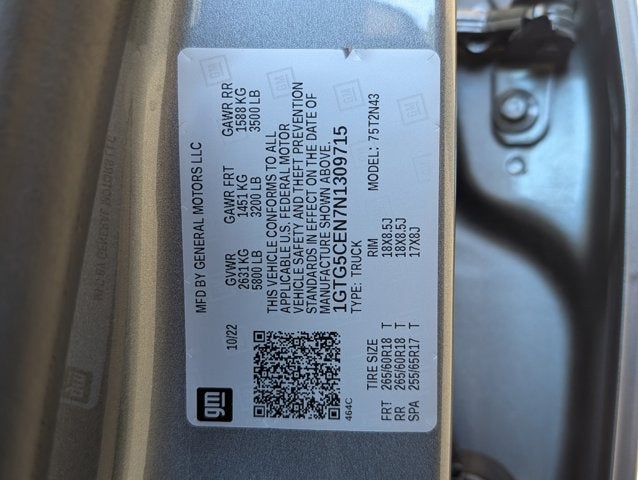 MFD BY GENERAL MOTORS LLC
10/22
GVWR GAWR FRT GAWR RR
2631 KG 1451 KG 1588 KG
5800 LB 3200 LB 3500 LB
THIS VEHICLE CONFORMS TO ALL
APPLICABLE U.S. FEDERAL MOTOR
VEHICLE SAFETY AND THEFT PREVENTION
STANDARDS IN EFFECT ON THE DATE OF
MANUFACTURE SHOWN ABOVE.
1GTG5CEN7N1309715
TYPE: TRUCK MODEL: 75T2N43
gm
464C
TIRE SIZE RIM
FRT 265/60R18 T 18X8.5J
RR 265/60R18 T 18X8.5J
SPA 255/65R17 T 17X8J